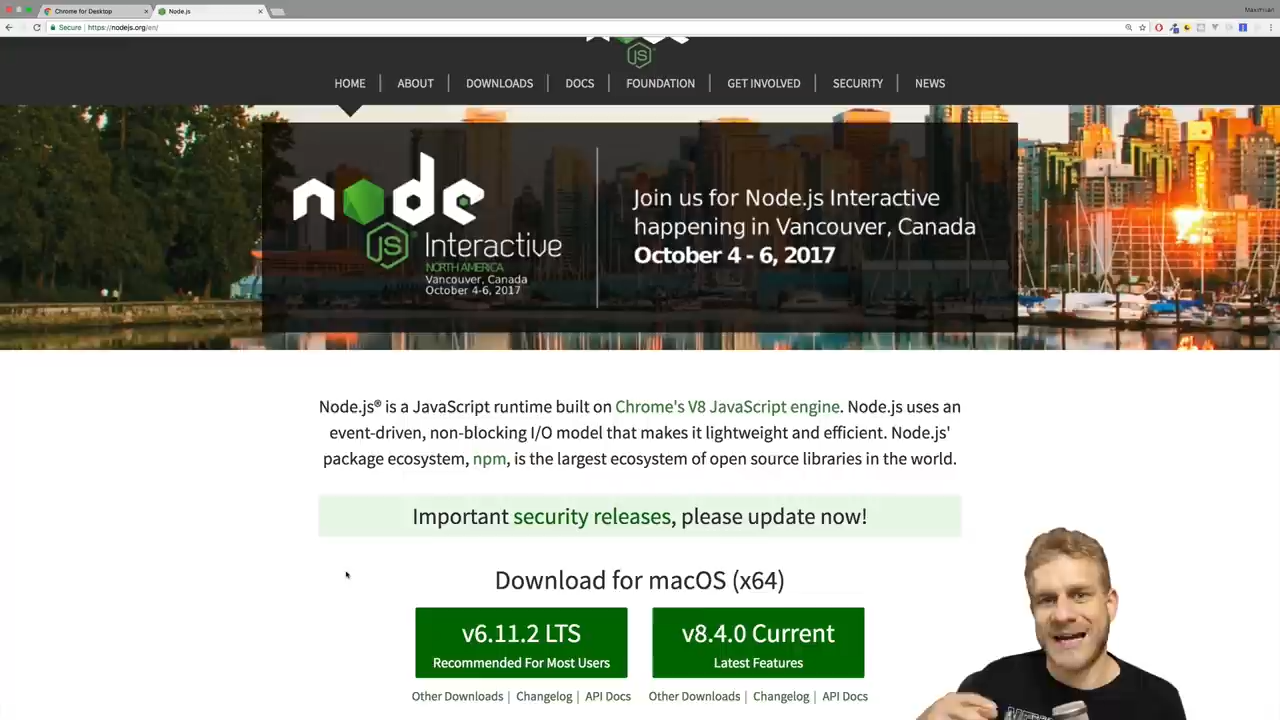 Chrome for Desktop
Node.js
Maximilian
Secure
https://nodejs.org/en/
JS
HOME
ABOUT
DOWNLOADS
DOCS
FOUNDATION
GET INVOLVED
SECURITY
NEWS
node
JS
Interactive
NORTH AMERICA
Vancouver, Canada
October 4-6, 2017
Join us for Node.js Interactive
happening in Vancouver, Canada
October 4 - 6, 2017
Node.js® is a JavaScript runtime built on Chrome's V8 JavaScript engine. Node.js uses an
event-driven, non-blocking I/O model that makes it lightweight and efficient. Node.js'
package ecosystem, npm, is the largest ecosystem of open source libraries in the world.
Important security releases, please update now!
Download for macOS (x64)
v6.11.2 LTS
Recommended For Most Users
v8.4.0 Current
Latest Features
Other Downloads | Changelog | API Docs
Other Downloads | Changelog | API Docs